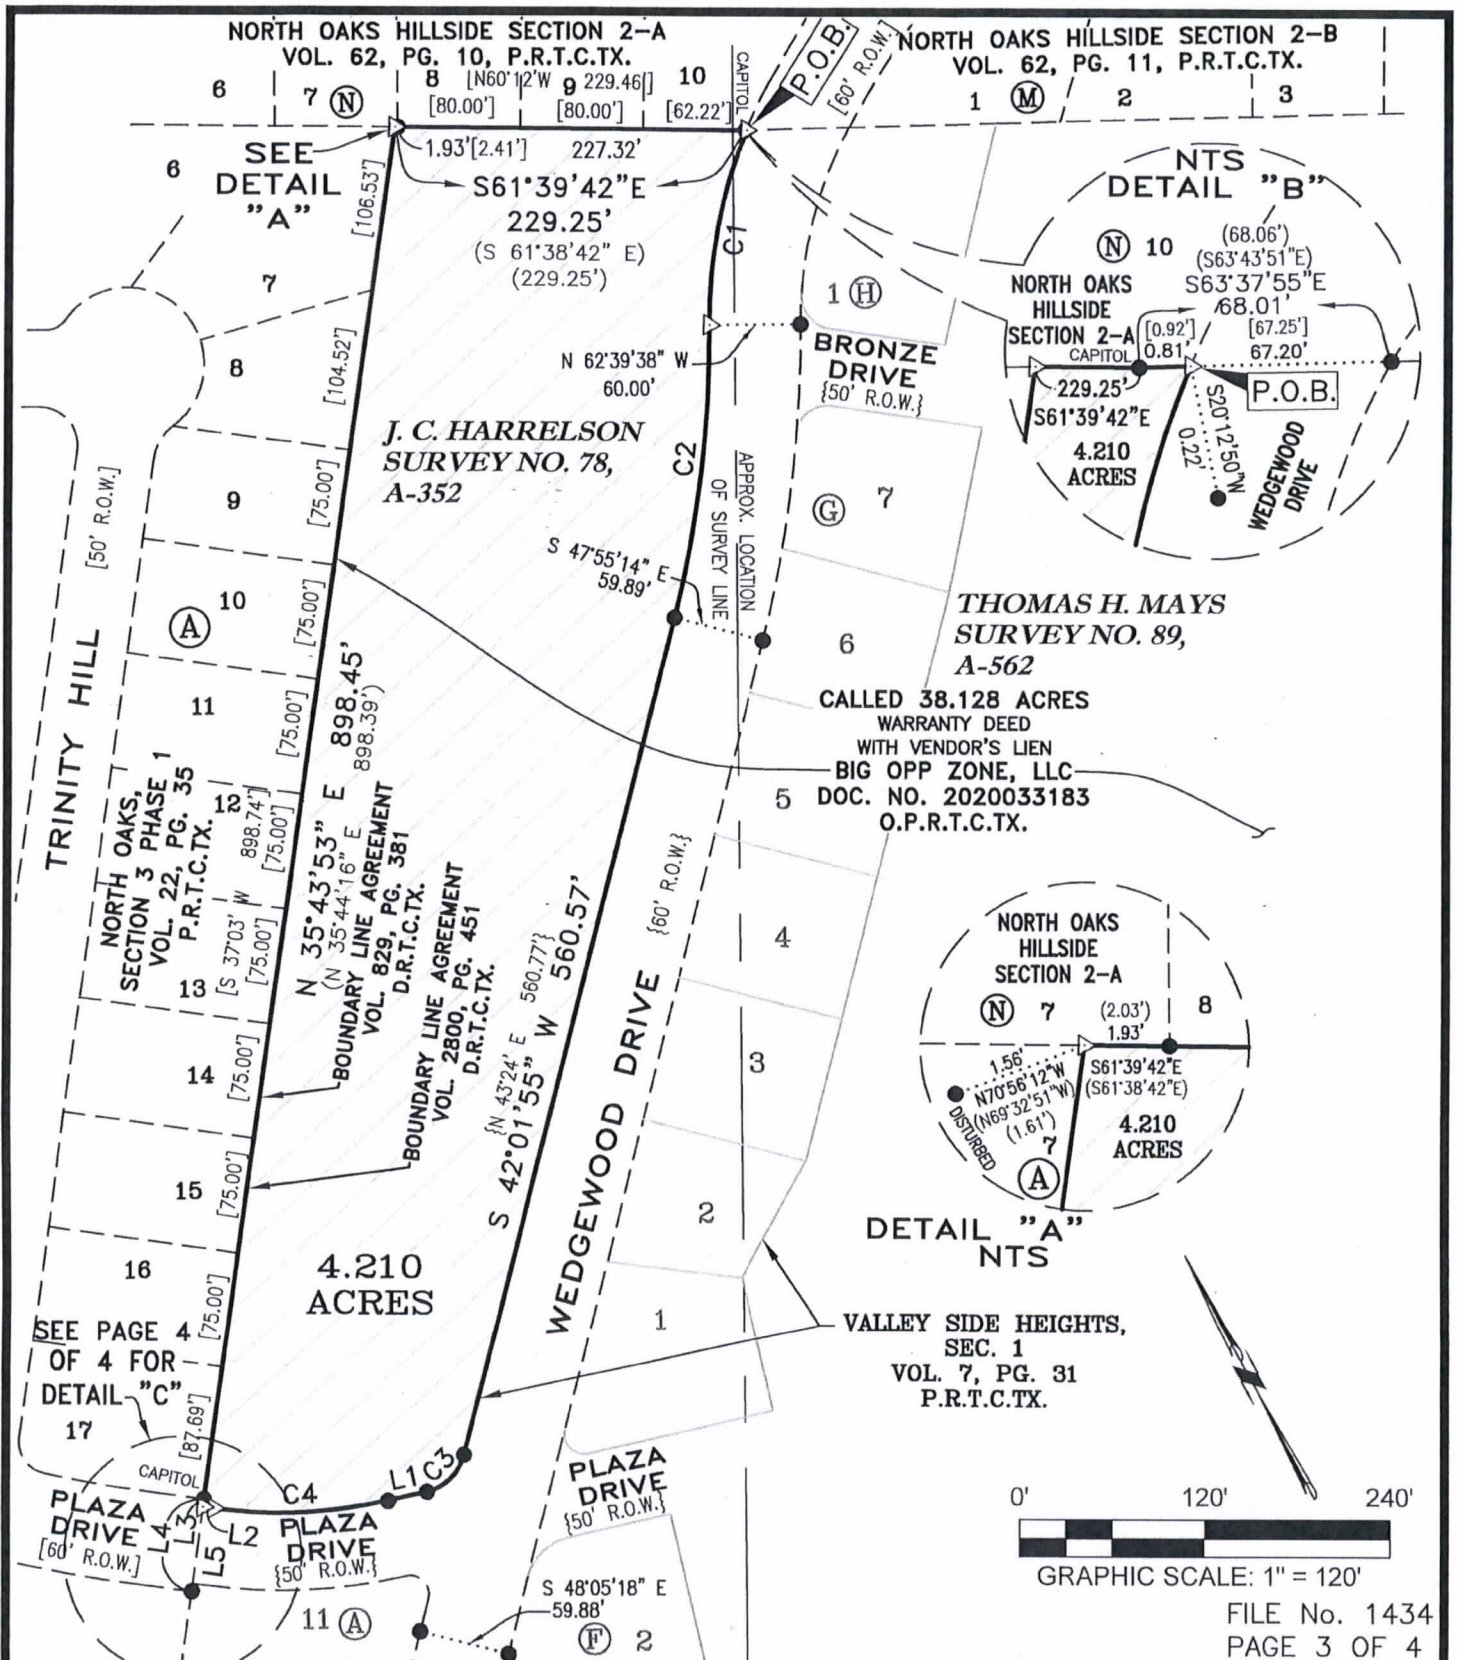 NORTH OAKS HILLSIDE SECTION 2-A
VOL. 62, PG. 10, P.R.T.C.TX.
NORTH OAKS HILLSIDE SECTION 2-B
VOL. 62, PG. 11, P.R.T.C.TX.
6
7 (N)
8 [N60°12'W 9 229.46'] 10
[80.00'] [80.00'] [62.22']
CAPITOL
P.O.B.
[60' R.O.W.]
1 (M) 2 3
SEE
DETAIL
"A"
1.93'[2.41'] 227.32'
S61°39'42"E
229.25'
(S 61°38'42" E)
(229.25')
6
7
8
9
10
(A)
11
12
13
14
15
16
17
[106.53']
[104.52']
[75.00']
[75.00']
[75.00']
[75.00']
[75.00']
[75.00']
[75.00']
[75.00']
[87.69']
C1
1 (H)
BRONZE
DRIVE
{50' R.O.W.}
N 62°39'38" W
60.00'
J. C. HARRELSON
SURVEY NO. 78,
A-352
C2
APPROX. LOCATION
OF SURVEY LINE
S 47°55'14" E
59.89'
(G) 7
6
5
4
3
2
1
NTS
DETAIL "B"
(N) 10
(68.06')
(S63°43'51"E)
S63°37'55"E
68.01'
NORTH OAKS
HILLSIDE
SECTION 2-A
CAPITOL
[0.92']
0.81'
[67.25']
67.20'
229.25'
S61°39'42"E
P.O.B.
4.210
ACRES
S20°12'50"W
0.22'
WEDGEWOOD
DRIVE
THOMAS H. MAYS
SURVEY NO. 89,
A-562
CALLED 38.128 ACRES
WARRANTY DEED
WITH VENDOR'S LIEN
BIG OPP ZONE, LLC
DOC. NO. 2020033183
O.P.R.T.C.TX.
TRINITY HILL [50' R.O.W.]
NORTH OAKS,
SECTION 3 PHASE 1
VOL. 22, PG. 35
P.R.T.C.TX.
[S 37°03' W 898.74']
N 35°43'53" E 898.45'
(N 35°44'16" E 898.39')
BOUNDARY LINE AGREEMENT
VOL. 829, PG. 381
D.R.T.C.TX.
BOUNDARY LINE AGREEMENT
VOL. 2800, PG. 451
D.R.T.C.TX.
{N 43°24' E 560.77'}
S 42°01'55" W 560.57'
WEDGEWOOD DRIVE {60' R.O.W.}
NORTH OAKS
HILLSIDE
SECTION 2-A
(N) 7
(2.03')
1.93'
8
1.56'
N70°56'12"W
(N69°32'51"W)
(1.61')
DISTURBED
S61°39'42"E
(S61°38'42"E)
4.210
ACRES
7
(A)
DETAIL "A"
NTS
4.210
ACRES
VALLEY SIDE HEIGHTS,
SEC. 1
VOL. 7, PG. 31
P.R.T.C.TX.
SEE PAGE 4
OF 4 FOR
DETAIL "C"
CAPITOL
C4
L1
C3
L2
L3
L4
L5
PLAZA
DRIVE
[60' R.O.W.]
PLAZA
DRIVE
{50' R.O.W.}
PLAZA
DRIVE
{50' R.O.W.}
11 (A)
S 48°05'18" E
59.88'
(F) 2
0' 120' 240'
GRAPHIC SCALE: 1" = 120'
FILE No. 1434
PAGE 3 OF 4